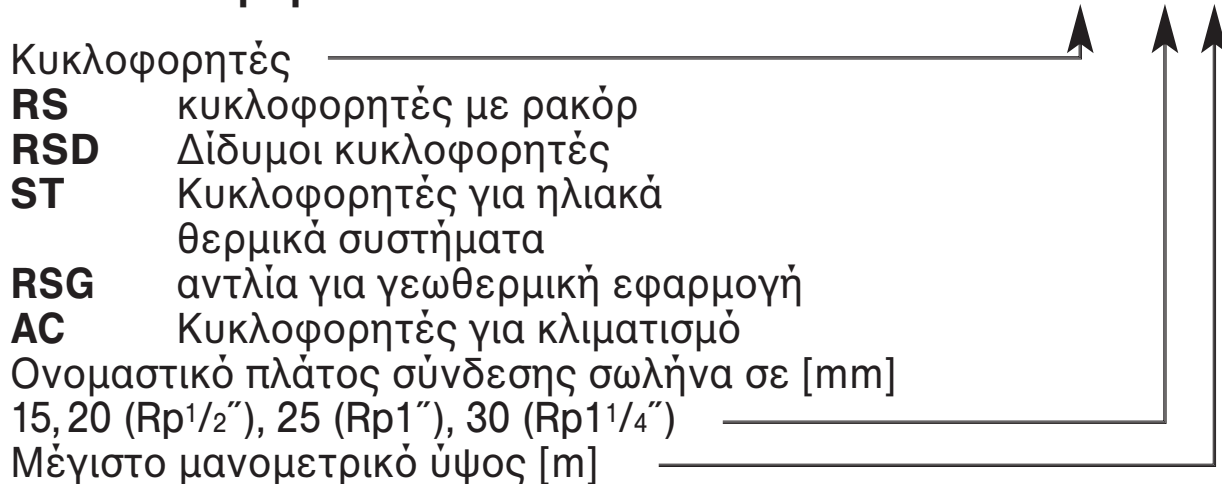 Κυκλοφορητές
RS κυκλοφορητές με ρακόρ
RSD Δίδυμοι κυκλοφορητές
ST Κυκλοφορητές για ηλιακά
θερμικά συστήματα
RSG αντλία για γεωθερμική εφαρμογή
AC Κυκλοφορητές για κλιματισμό
Ονομαστικό πλάτος σύνδεσης σωλήνα σε [mm]
15, 20 (Rp1/2˝), 25 (Rp1˝), 30 (Rp11/4˝)
Μέγιστο μανομετρικό ύψος [m]